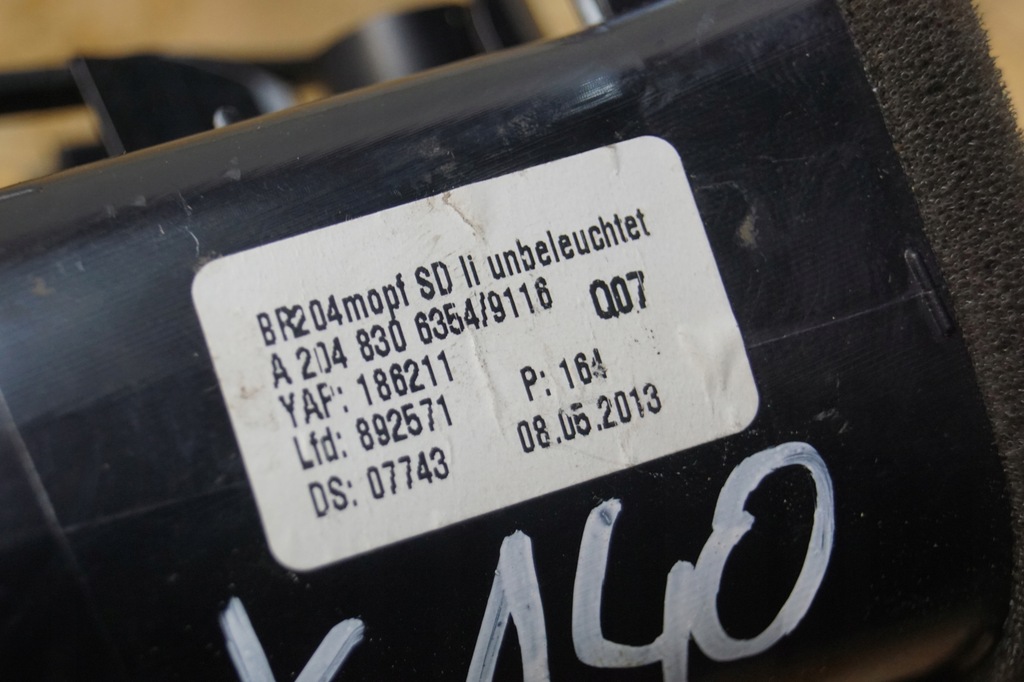 BR204mopf SD li unbeleuchtet
A 204 830 6354/9116 Q07
YAP: 186211
Lfd: 892571 P: 164
DS: 07743 08.05.2013
140